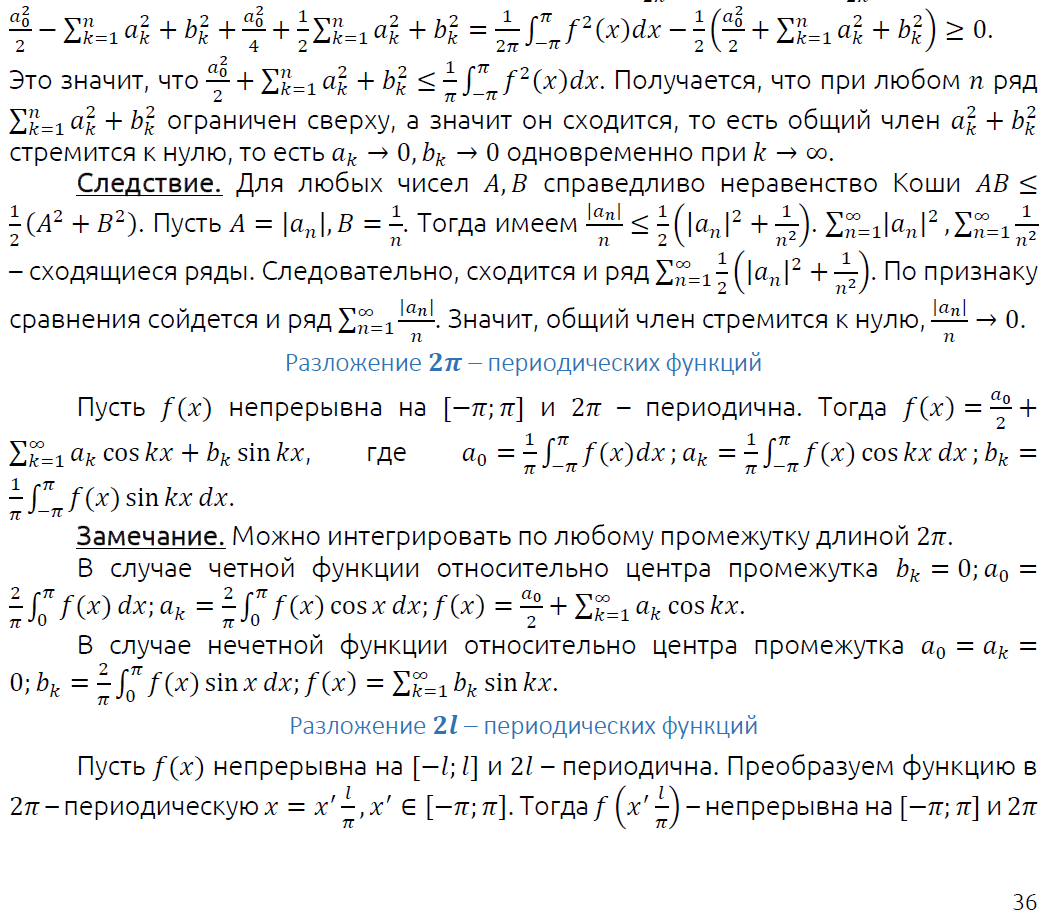 $\frac{a_0^2}{2} - \sum_{k=1}^{n} a_k^2 + b_k^2 + \frac{a_0^2}{4} + \frac{1}{2}\sum_{k=1}^{n} a_k^2 + b_k^2 = \frac{1}{2\pi}\int_{-\pi}^{\pi} f^2(x)dx - \frac{1}{2}\left(\frac{a_0^2}{2} + \sum_{k=1}^{n} a_k^2 + b_k^2\right) \geq 0.$
Это значит, что $\frac{a_0^2}{2} + \sum_{k=1}^{n} a_k^2 + b_k^2 \leq \frac{1}{\pi}\int_{-\pi}^{\pi} f^2(x)dx$. Получается, что при любом $n$ ряд
$\sum_{k=1}^{n} a_k^2 + b_k^2$ ограничен сверху, а значит он сходится, то есть общий член $a_k^2 + b_k^2$
стремится к нулю, то есть $a_k \to 0, b_k \to 0$ одновременно при $k \to \infty$.
Следствие. Для любых чисел $A, B$ справедливо неравенство Коши $AB \leq$
$\frac{1}{2}(A^2 + B^2)$. Пусть $A = |a_n|, B = \frac{1}{n}$. Тогда имеем $\frac{|a_n|}{n} \leq \frac{1}{2}\left(|a_n|^2 + \frac{1}{n^2}\right)$. $\sum_{n=1}^{\infty}|a_n|^2, \sum_{n=1}^{\infty}\frac{1}{n^2}$
– сходящиеся ряды. Следовательно, сходится и ряд $\sum_{n=1}^{\infty}\frac{1}{2}\left(|a_n|^2 + \frac{1}{n^2}\right)$. По признаку
сравнения сойдется и ряд $\sum_{n=1}^{\infty}\frac{|a_n|}{n}$. Значит, общий член стремится к нулю, $\frac{|a_n|}{n} \to 0$.
Разложение $2\pi$ – периодических функций
Пусть $f(x)$ непрерывна на $[-\pi; \pi]$ и $2\pi$ – периодична. Тогда $f(x) = \frac{a_0}{2} +$
$\sum_{k=1}^{\infty} a_k \cos kx + b_k \sin kx$, где $a_0 = \frac{1}{\pi}\int_{-\pi}^{\pi} f(x)dx; a_k = \frac{1}{\pi}\int_{-\pi}^{\pi} f(x)\cos kx\,dx; b_k =$
$\frac{1}{\pi}\int_{-\pi}^{\pi} f(x)\sin kx\,dx.$
Замечание. Можно интегрировать по любому промежутку длиной $2\pi$.
В случае четной функции относительно центра промежутка $b_k = 0; a_0 =$
$\frac{2}{\pi}\int_{0}^{\pi} f(x)\,dx; a_k = \frac{2}{\pi}\int_{0}^{\pi} f(x)\cos x\,dx; f(x) = \frac{a_0}{2} + \sum_{k=1}^{\infty} a_k \cos kx.$
В случае нечетной функции относительно центра промежутка $a_0 = a_k =$
$0; b_k = \frac{2}{\pi}\int_{0}^{\pi} f(x)\sin x\,dx; f(x) = \sum_{k=1}^{\infty} b_k \sin kx.$
Разложение $2l$ – периодических функций
Пусть $f(x)$ непрерывна на $[-l; l]$ и $2l$ – периодична. Преобразуем функцию в
$2\pi$ – периодическую $x = x'\frac{l}{\pi}, x' \in [-\pi; \pi]$. Тогда $f\left(x'\frac{l}{\pi}\right)$ – непрерывна на $[-\pi; \pi]$ и $2\pi$
36